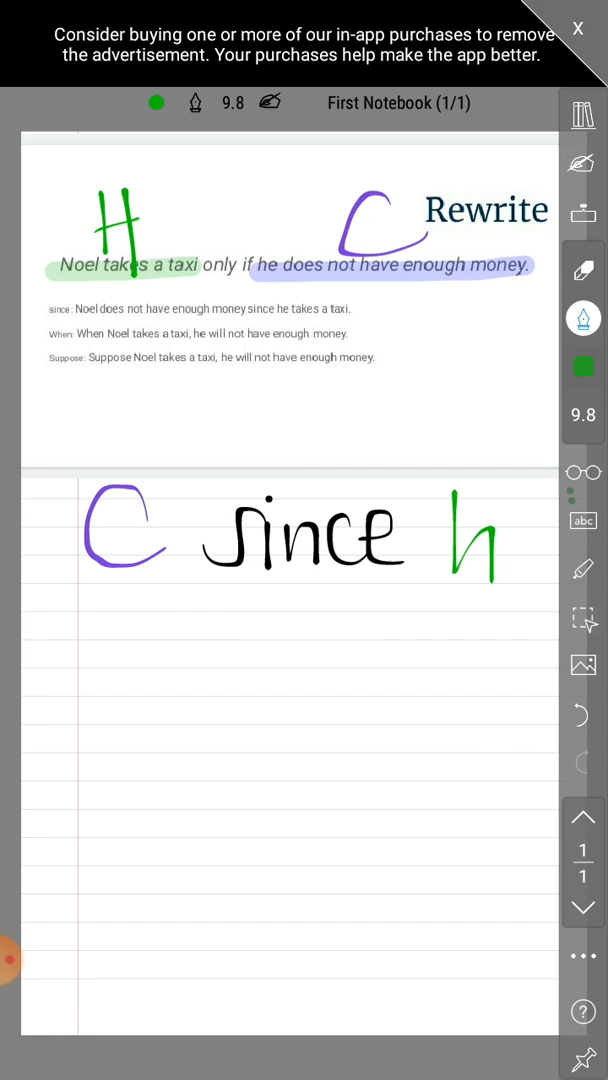 Consider buying one or more of our in-app purchases to remove
the advertisement. Your purchases help make the app better.
X
9.8
First Notebook (1/1)
H
C
Rewrite
Noel takes a taxi only if he does not have enough money.
since: Noel does not have enough money since he takes a taxi.
When: When Noel takes a taxi, he will not have enough money.
Suppose: Suppose Noel takes a taxi, he will not have enough money.
9.8
abc
C since h
1
1
?